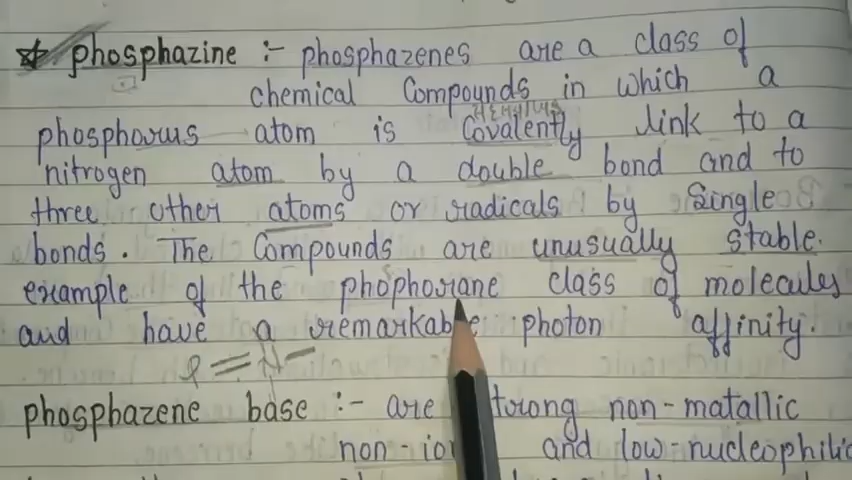 phosphazine :- phosphazenes are a class of
chemical Compounds in which a
phosphorus atom is Covalently link to a
nitrogen atom by a double bond and to
three other atoms or radicals by Single
bonds. The Compounds are unusually stable.
example of the phophorane class of molecules
and have a remarkable photon affinity.
P=N-
phosphazene base :- are strong non-matallic
non-io and low-nucleophilic